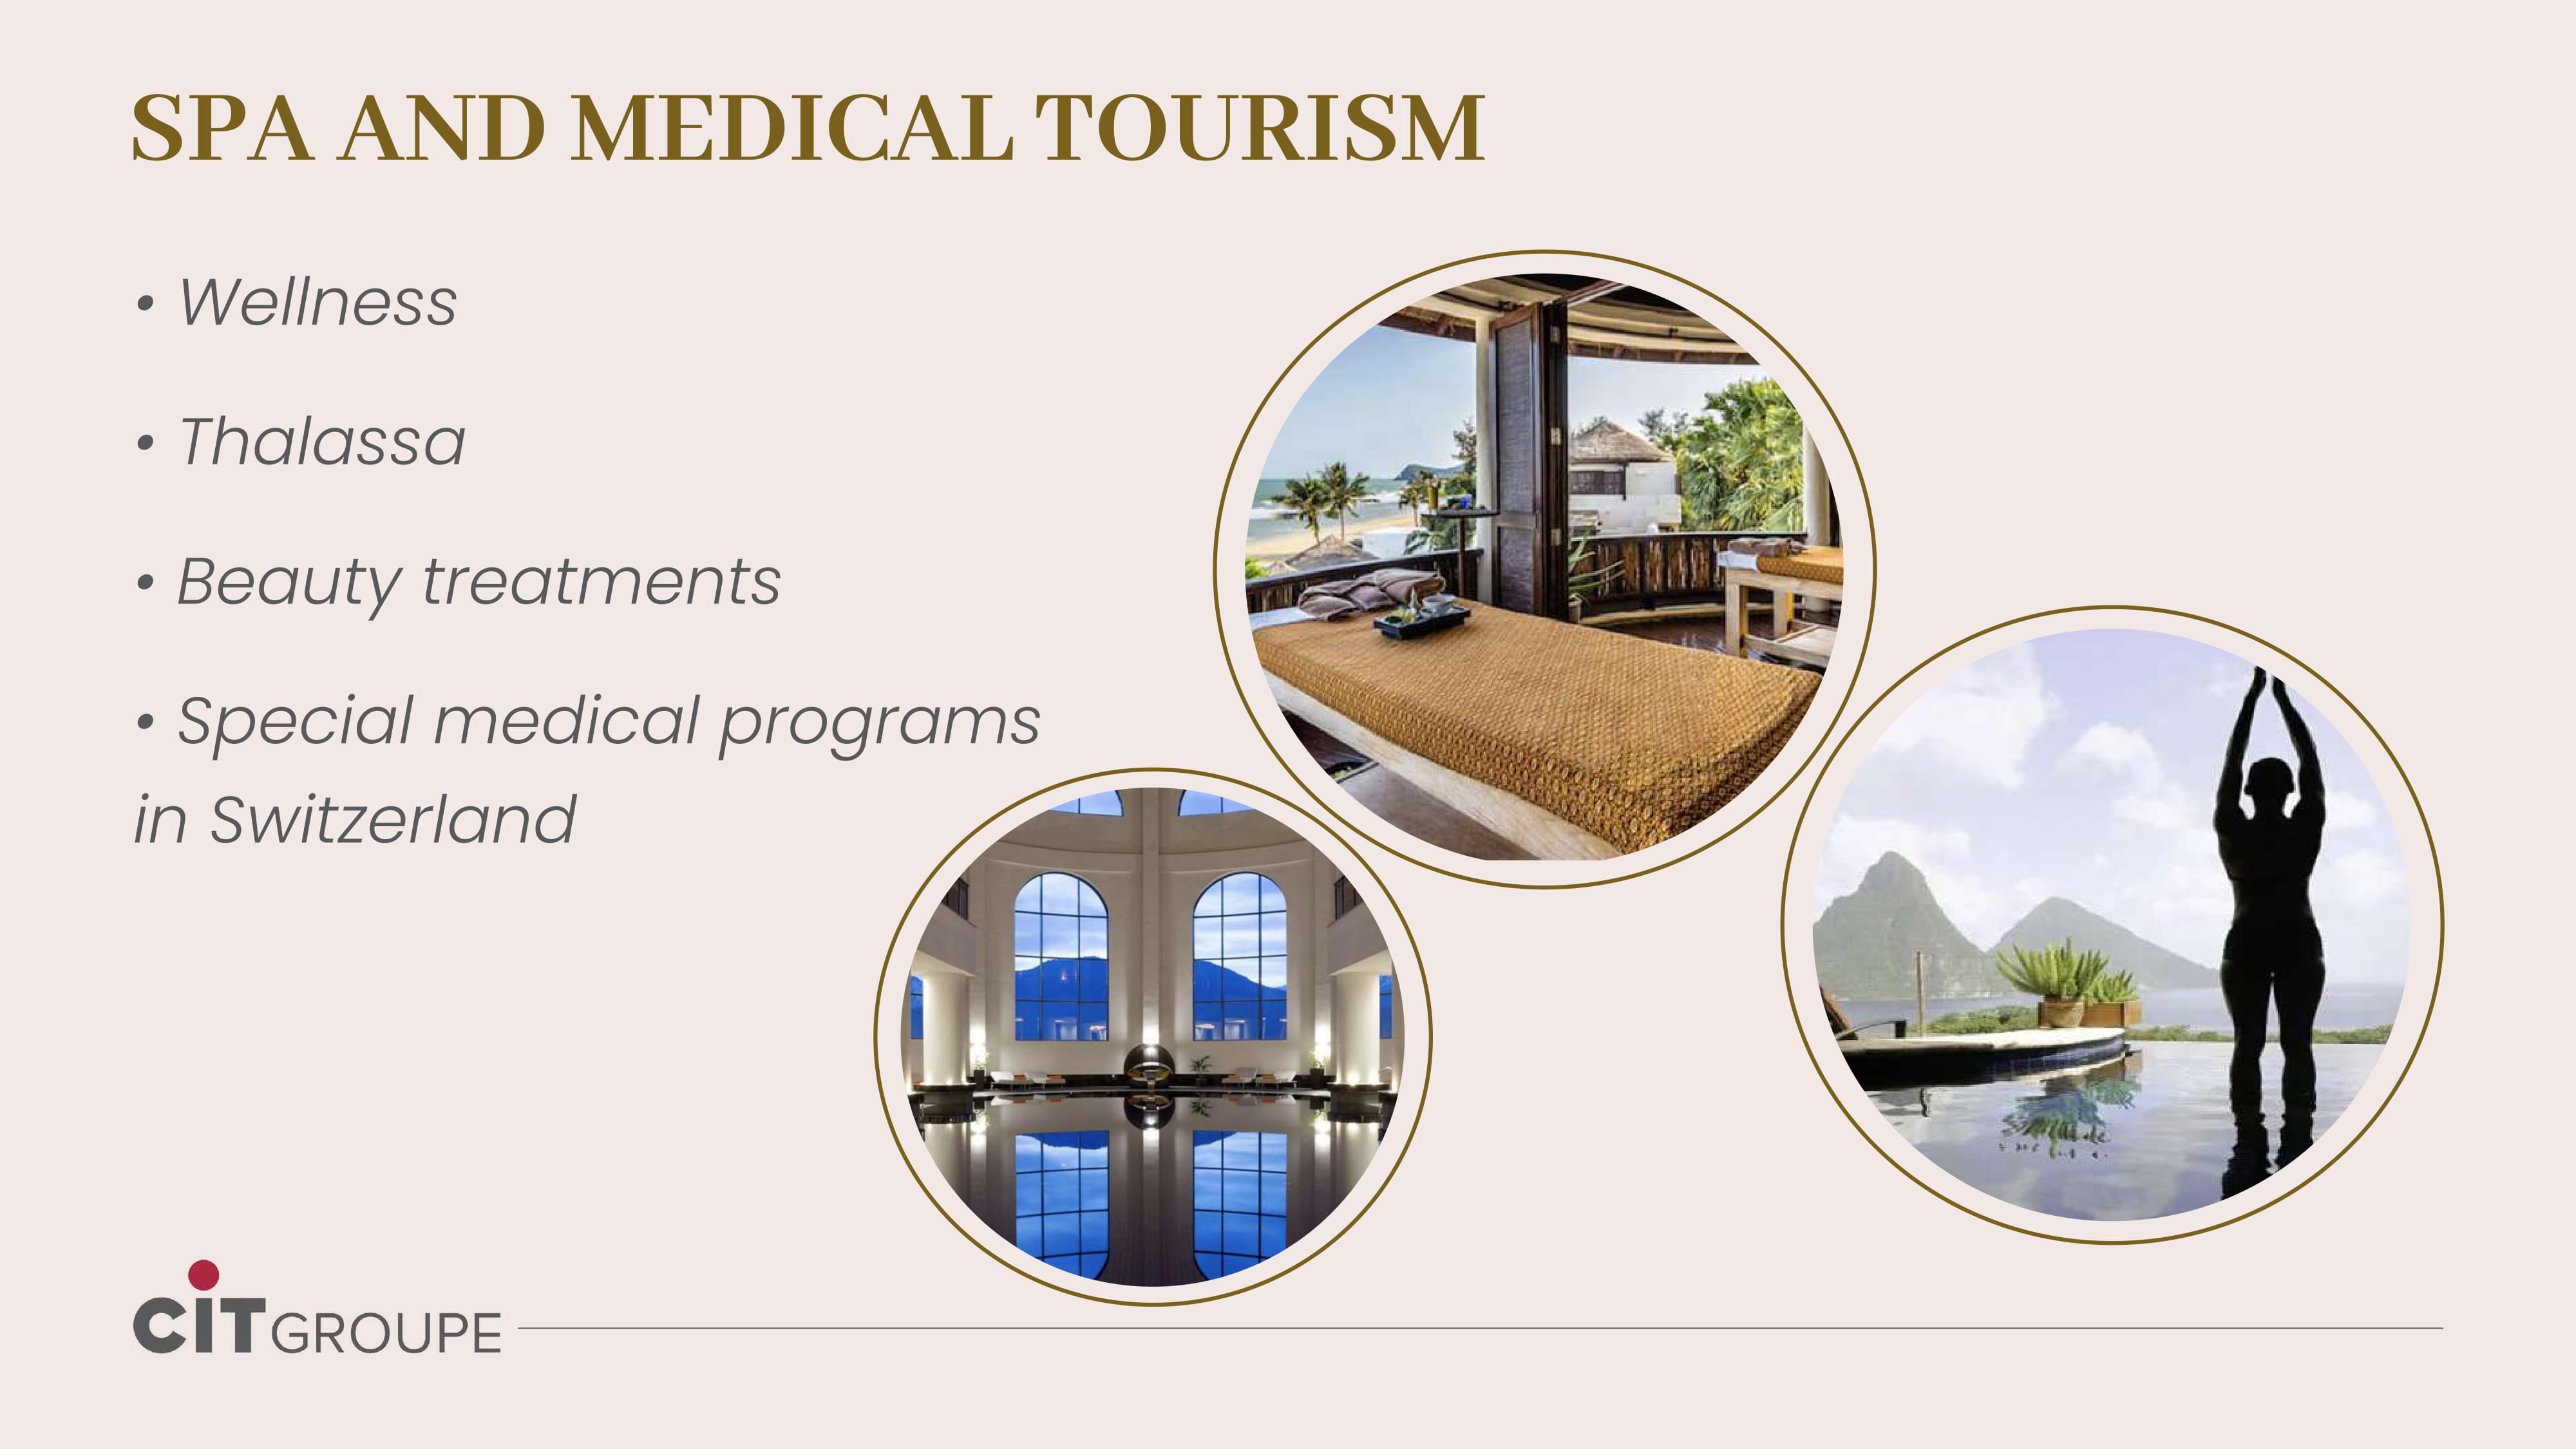 SPA AND MEDICAL TOURISM
• Wellness
• Thalassa
• Beauty treatments
• Special medical programs
in Switzerland
CiT GROUPE